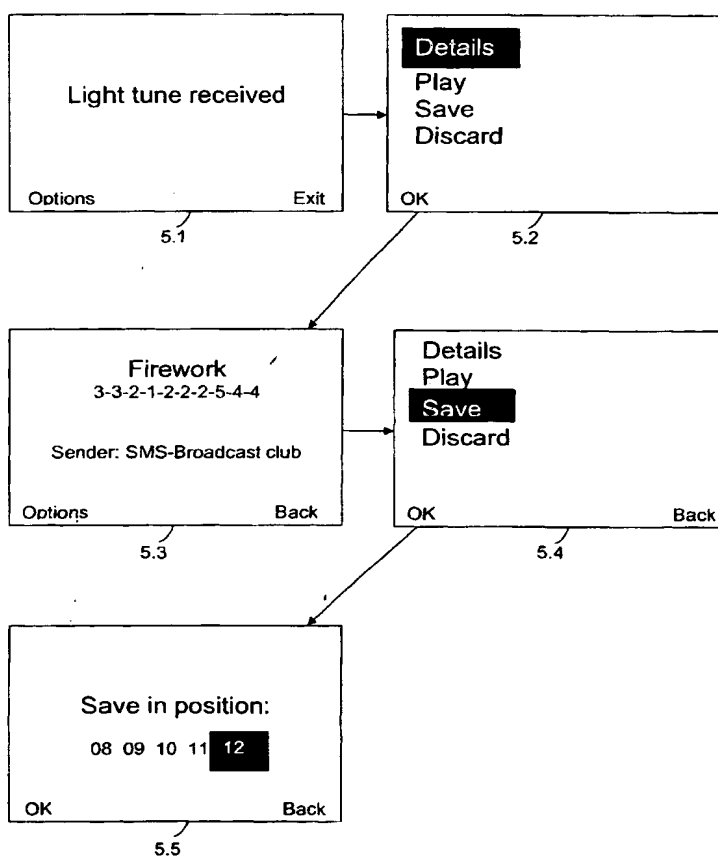 Light tune received
Options Exit
5.1
Details
Play
Save
Discard
OK
5.2
Firework
3-3-2-1-2-2-2-5-4-4
Sender: SMS-Broadcast club
Options Back
5.3
Details
Play
Save
Discard
OK Back
5.4
Save in position:
08 09 10 11 12
OK Back
5.5